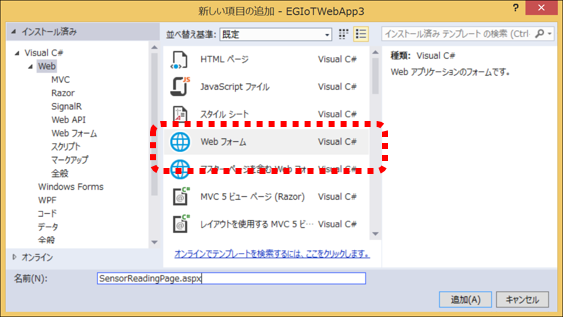 新しい項目の追加 - EGIoTWebApp3
? ×
インストール済み
並べ替え基準: 既定
インストール済み テンプレート の検索 (Ctrl+
Visual C#
Web
MVC
Razor
SignalR
Web API
Web フォーム
スクリプト
マークアップ
全般
Windows Forms
WPF
コード
データ
全般
オンライン
HTML ページ Visual C#
JavaScript ファイル Visual C#
スタイル シート Visual C#
Web フォーム Visual C#
マスター ページを含む Web フォー Visual C#
MVC 5 ビュー ページ (Razor) Visual C#
レイアウトを使用する MVC 5 ビ… Visual C#
オンラインでテンプレートを検索するには、ここをクリックします。
種類: Visual C#
Web アプリケーションのフォームです。
名前(N): SensorReadingPage.aspx
追加(A) キャンセル